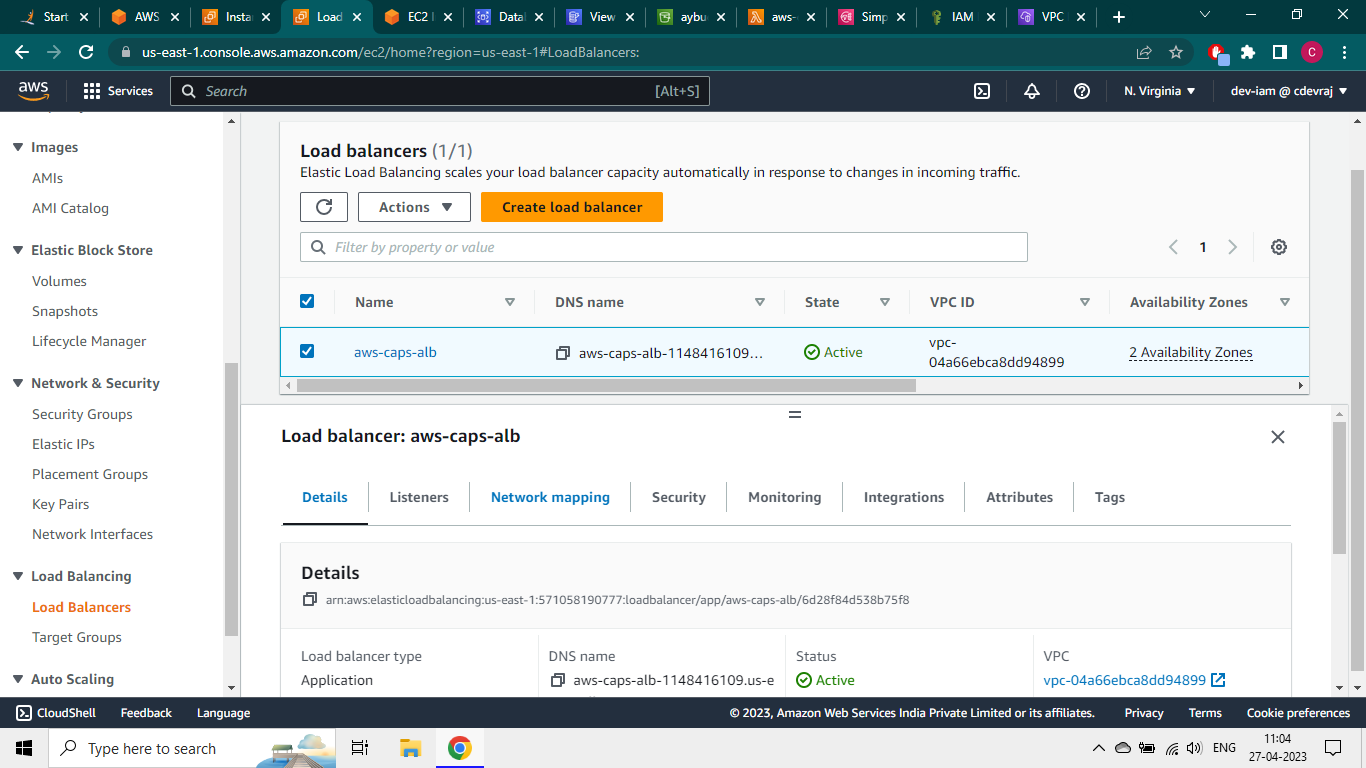 Start
AWS
Insta
Load
EC2
Data
View
aybu
aws-
Simp
IAM
VPC
us-east-1.console.aws.amazon.com/ec2/home?region=us-east-1#LoadBalancers:
C
aws
Services
Search
[Alt+S]
N. Virginia
dev-iam @ cdevraj
Images
AMIs
AMI Catalog
Elastic Block Store
Volumes
Snapshots
Lifecycle Manager
Network & Security
Security Groups
Elastic IPs
Placement Groups
Key Pairs
Network Interfaces
Load Balancing
Load Balancers
Target Groups
Auto Scaling
Load balancers (1/1)
Elastic Load Balancing scales your load balancer capacity automatically in response to changes in incoming traffic.
Actions
Create load balancer
Filter by property or value
1
Name
DNS name
State
VPC ID
Availability Zones
aws-caps-alb
aws-caps-alb-1148416109...
Active
vpc-
04a66ebca8dd94899
2 Availability Zones
Load balancer: aws-caps-alb
Details
Listeners
Network mapping
Security
Monitoring
Integrations
Attributes
Tags
Details
arn:aws:elasticloadbalancing:us-east-1:571058190777:loadbalancer/app/aws-caps-alb/6d28f84d538b75f8
Load balancer type
Application
DNS name
aws-caps-alb-1148416109.us-e
Status
Active
VPC
vpc-04a66ebca8dd94899
CloudShell
Feedback
Language
© 2023, Amazon Web Services India Private Limited or its affiliates.
Privacy
Terms
Cookie preferences
Type here to search
ENG
11:04
27-04-2023